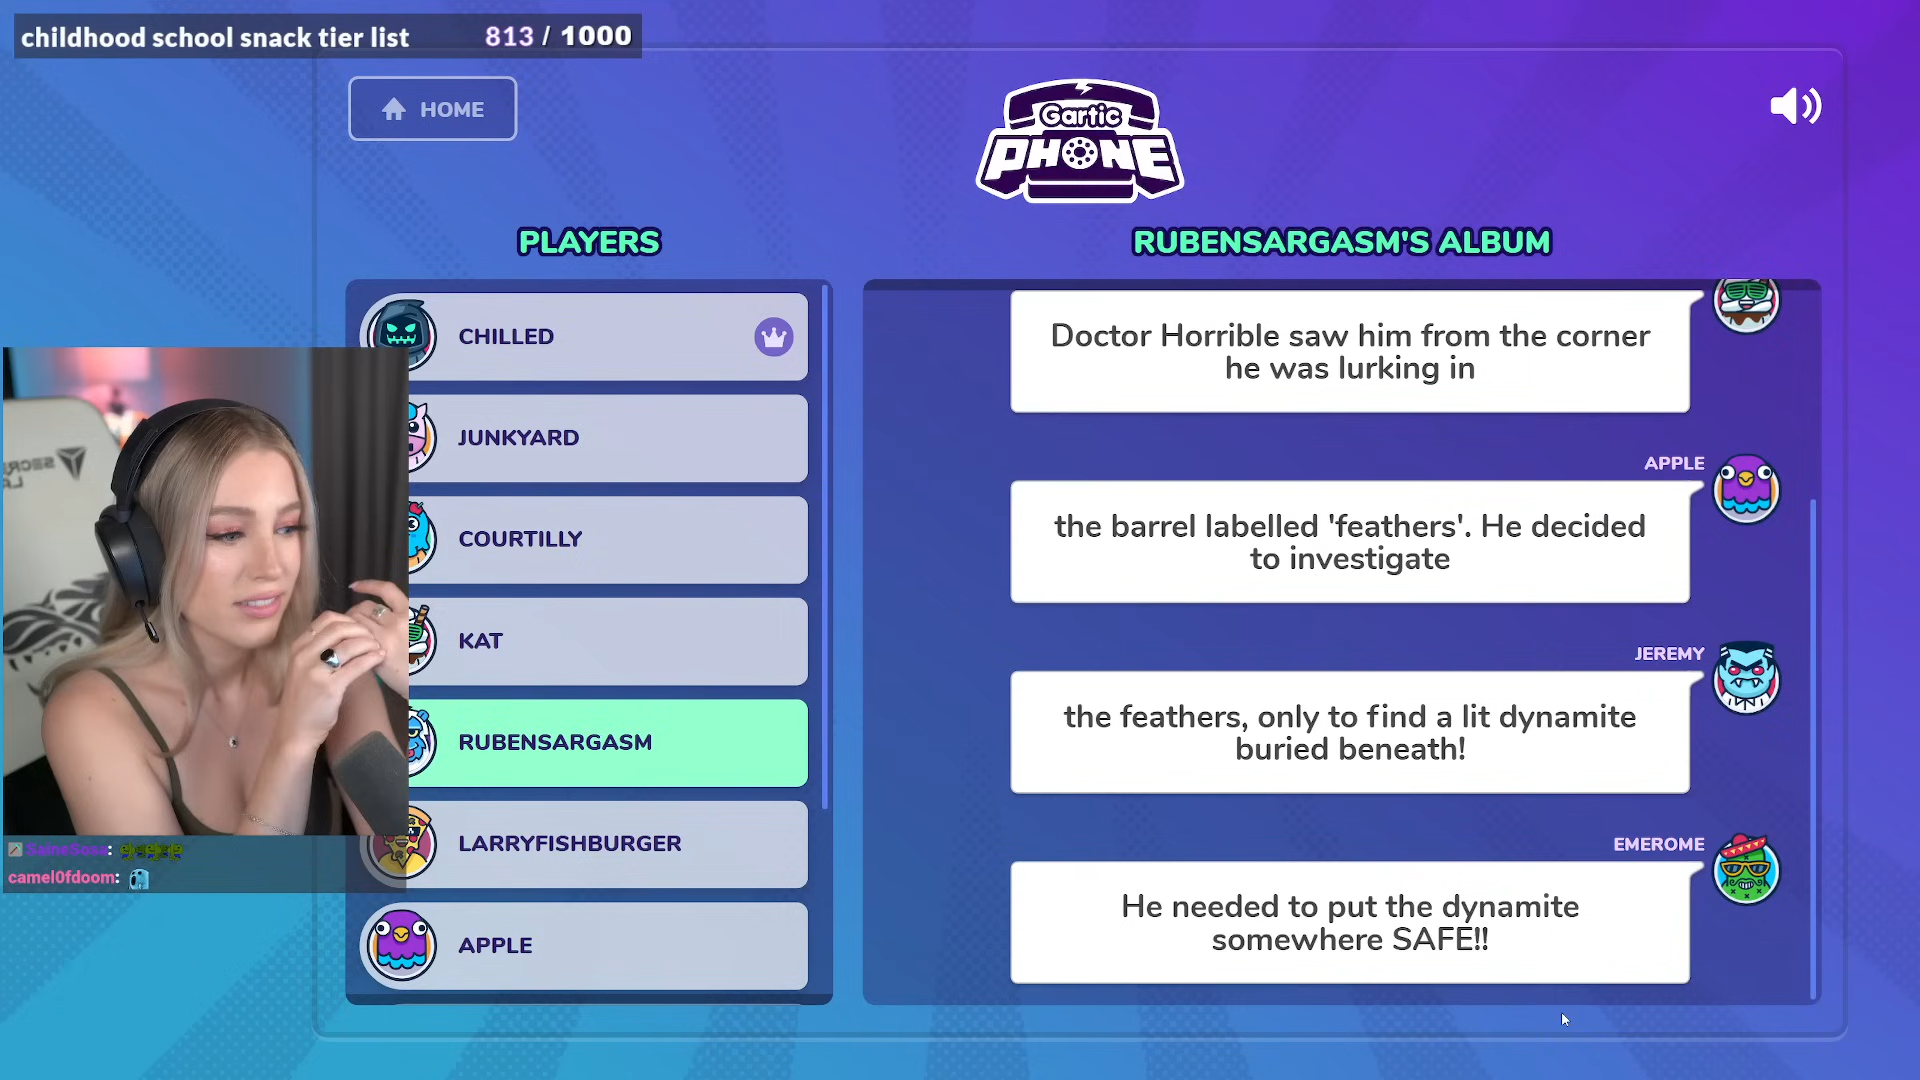 childhood school snack tier list 813 / 1000
HOME
Gartic
PHONE
PLAYERS
CHILLED
JUNKYARD
COURTILLY
KAT
RUBENSARGASM
LARRYFISHBURGER
APPLE
RUBENSARGASM'S ALBUM
Doctor Horrible saw him from the corner
he was lurking in
APPLE
the barrel labelled 'feathers'. He decided
to investigate
JEREMY
the feathers, only to find a lit dynamite
buried beneath!
EMEROME
He needed to put the dynamite
somewhere SAFE!!
SaineSosa:
camel0fdoom: